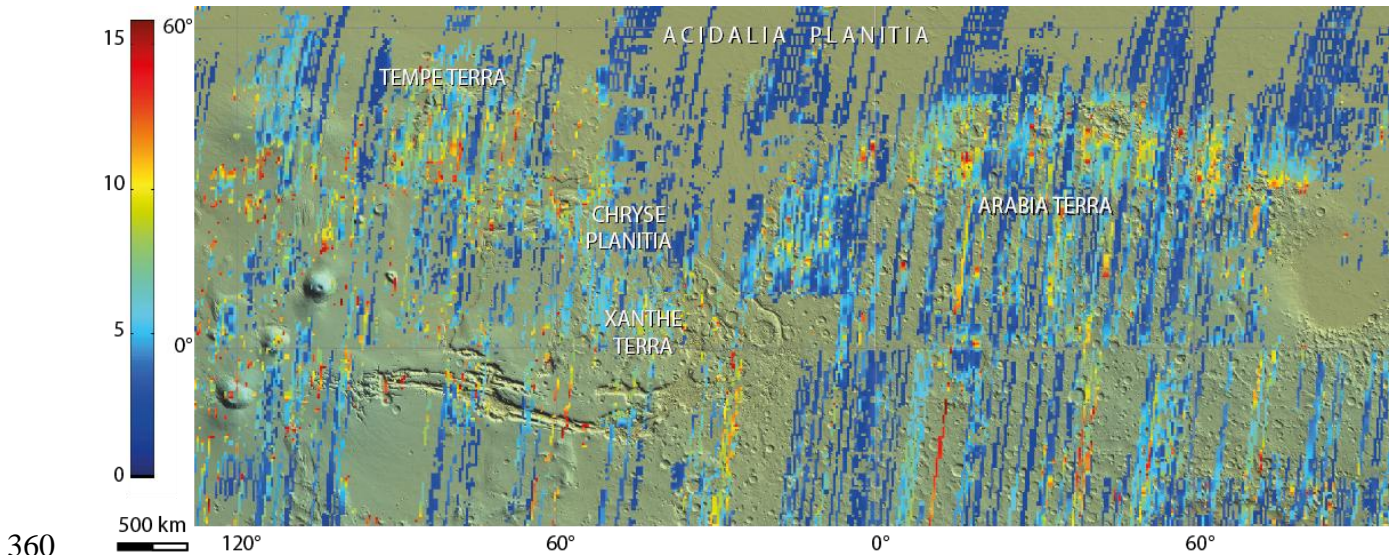 15
60°
ACIDALIA PLANITIA
TEMPE TERRA
10
ARABIA TERRA
CHRYSE
PLANITIA
XANTHE
TERRA
5
0°
0
500 km
360
120°
60°
0°
60°